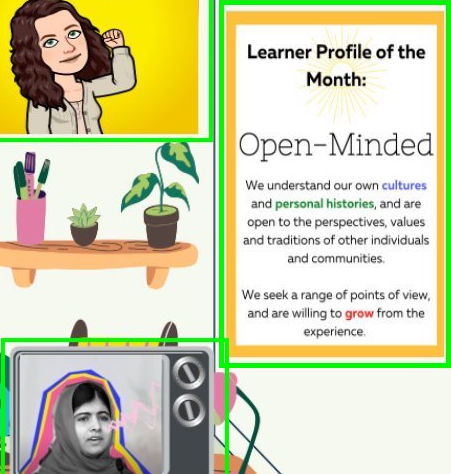 Learner Profile of the
Month:
Open-Minded
We understand our own cultures
and personal histories, and are
open to the perspectives, values
and traditions of other individuals
and communities.
We seek a range of points of view,
and are willing to grow from the
experience.